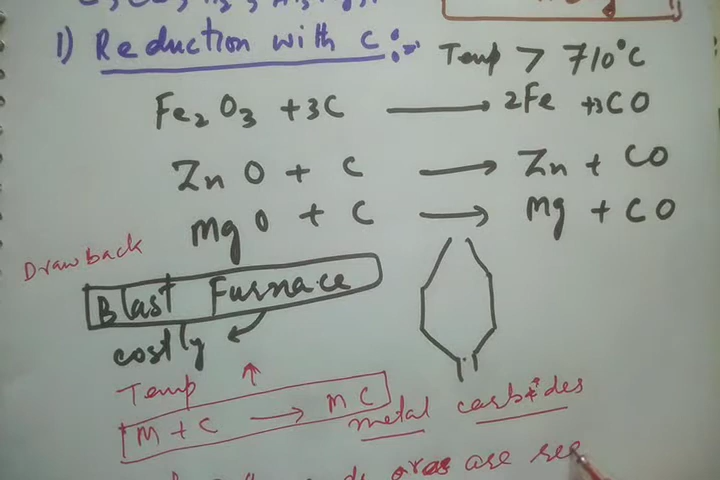 1) Reduction with C :-
Temp > 710°C
Fe2O3 + 3C ⟶ 2Fe + 3CO
ZnO + C ⟶ Zn + CO
MgO + C ⟶ Mg + CO
Drawback
Blast Furnace
costly
Temp ↑
M + C ⟶ MC
metal carbides
ores are